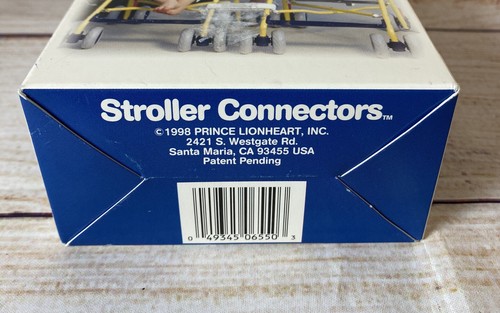 Stroller Connectors™
©1998 PRINCE LIONHEART, INC.
2421 S. Westgate Rd.
Santa Maria, CA 93455 USA
Patent Pending
0 49345 06550 3